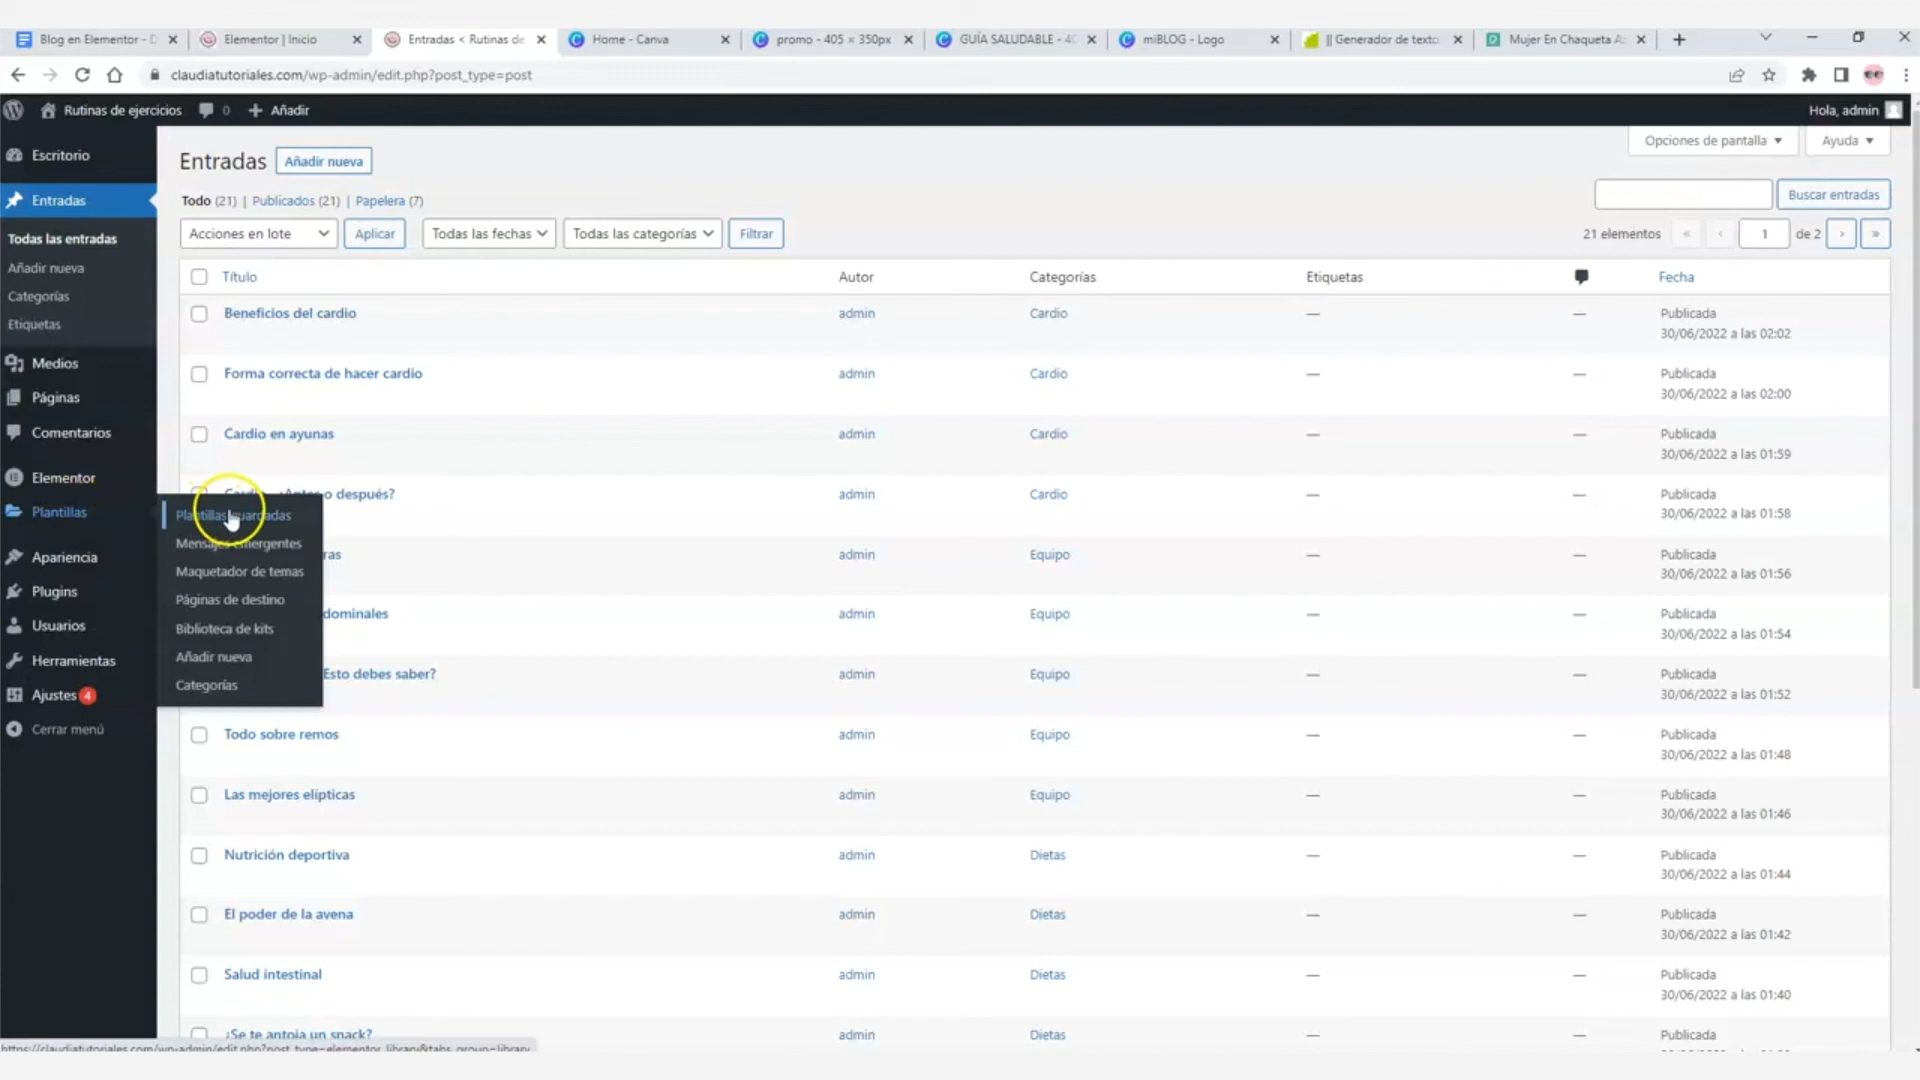 Blog en Elementor - D
Elementor | Inicio
Entradas < Rutinas de
Home - Canva
promo - 405 × 350px
GUÍA SALUDABLE - 40
miBLOG - Logo
|| Generador de texto
Mujer En Chaqueta A
claudiatutoriales.com/wp-admin/edit.php?post_type=post
Rutinas de ejercicios
0
Añadir
Hola, admin
Escritorio
Entradas
Todas las entradas
Añadir nueva
Categorías
Etiquetas
Medios
Páginas
Comentarios
Elementor
Plantillas
Apariencia
Plugins
Usuarios
Herramientas
Ajustes 4
Cerrar menú
Plantillas guardadas
Mensajes emergentes
Maquetador de temas
Páginas de destino
Biblioteca de kits
Añadir nueva
Categorías
Opciones de pantalla
Ayuda
Entradas Añadir nueva
Todo (21) | Publicados (21) | Papelera (7)
Buscar entradas
Acciones en lote Aplicar Todas las fechas Todas las categorías Filtrar
21 elementos « ‹ 1 de 2 › »
Título Autor Categorías Etiquetas Fecha
Beneficios del cardio admin Cardio — — Publicada
30/06/2022 a las 02:02
Forma correcta de hacer cardio admin Cardio — — Publicada
30/06/2022 a las 02:00
Cardio en ayunas admin Cardio — — Publicada
30/06/2022 a las 01:59
Cardio ¿Antes o después? admin Cardio — — Publicada
30/06/2022 a las 01:58
ras admin Equipo — — Publicada
30/06/2022 a las 01:56
dominales admin Equipo — — Publicada
30/06/2022 a las 01:54
Esto debes saber? admin Equipo — — Publicada
30/06/2022 a las 01:52
Todo sobre remos admin Equipo — — Publicada
30/06/2022 a las 01:48
Las mejores elípticas admin Equipo — — Publicada
30/06/2022 a las 01:46
Nutrición deportiva admin Dietas — — Publicada
30/06/2022 a las 01:44
El poder de la avena admin Dietas — — Publicada
30/06/2022 a las 01:42
Salud intestinal admin Dietas — — Publicada
30/06/2022 a las 01:40
¿Se te antoja un snack? admin Dietas — — Publicada
https://claudiatutoriales.com/wp-admin/edit.php?post_type=elementor_library&tabs_group=library